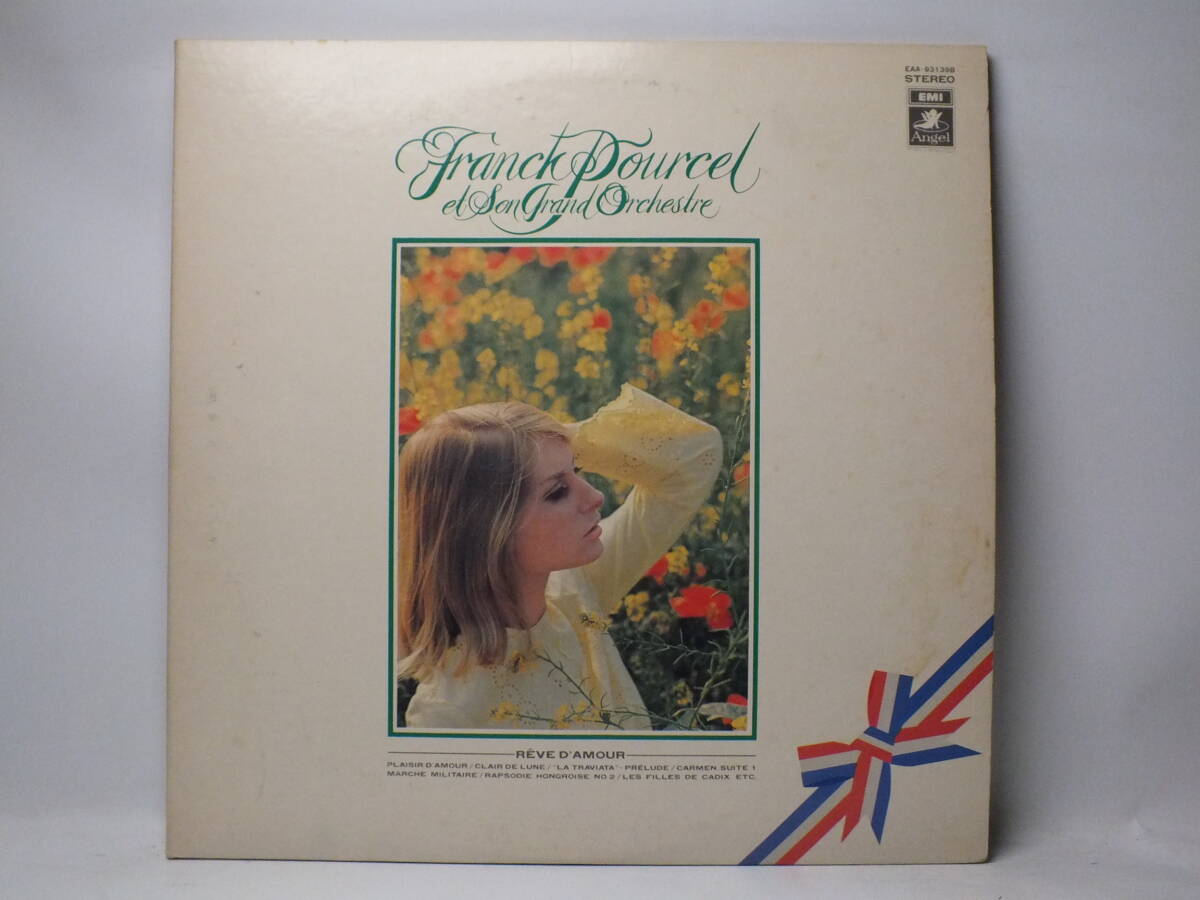 EAA-93139B
STEREO
EMI
Angel
Franck Pourcel
et Son Grand Orchestre
RÊVE D'AMOUR
PLAISIR D'AMOUR / CLAIR DE LUNE / "LA TRAVIATA"-PRELUDE / CARMEN SUITE 1
MARCHE MILITAIRE / RAPSODIE HONGROISE NO.2 / LES FILLES DE CADIX ETC.